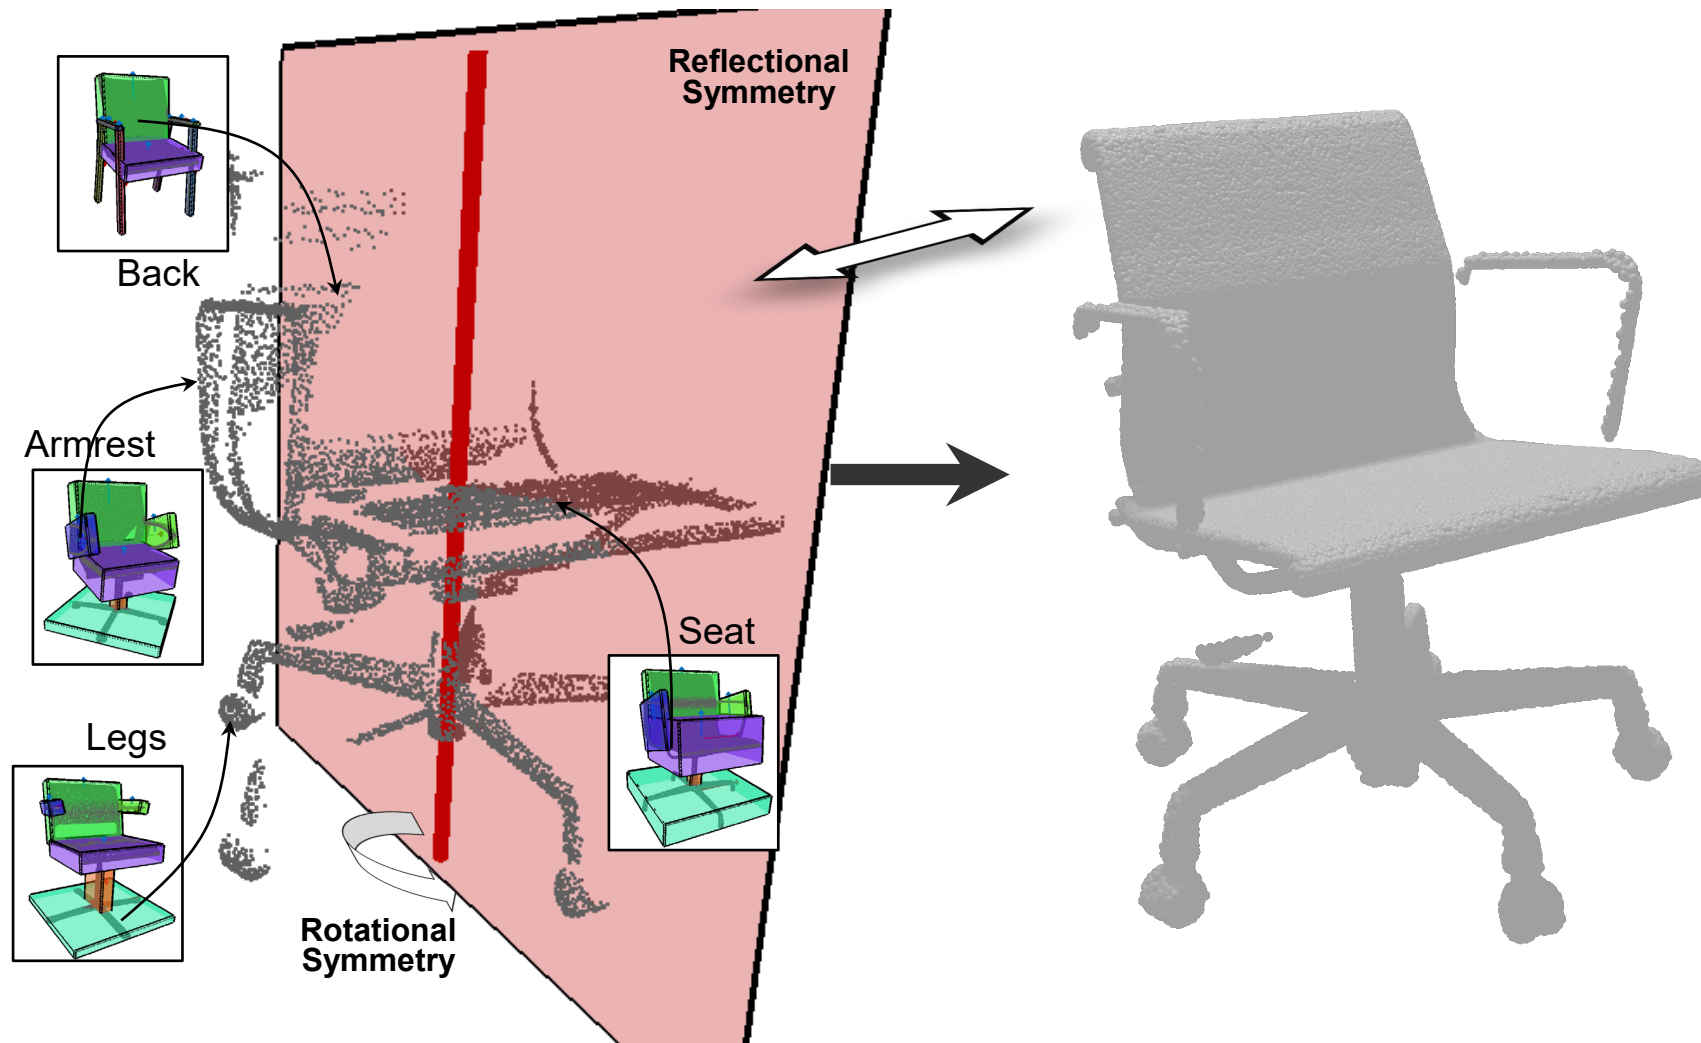 Reflectional
Symmetry
Back
Armrest
Seat
Legs
Rotational
Symmetry